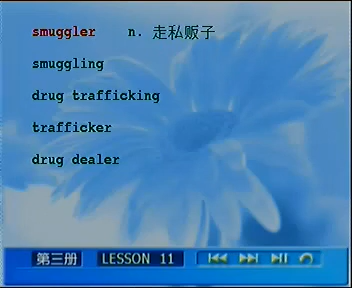 smuggler n. 走私贩子
smuggling
drug trafficking
trafficker
drug dealer
第三册 LESSON 11